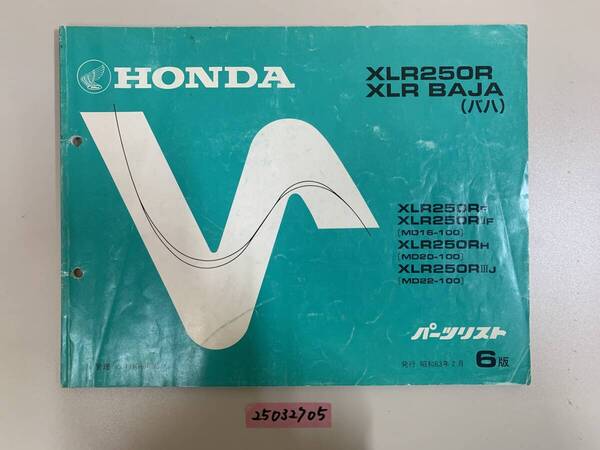 HONDA
XLR250R
XLR BAJA
(バハ)
XLR250RF
XLR250RⅡF
(MD16-100)
XLR250RH
(MD20-100)
XLR250RⅢJ
(MD22-100)
パーツリスト
発行 昭和63年2月 6版
25032705